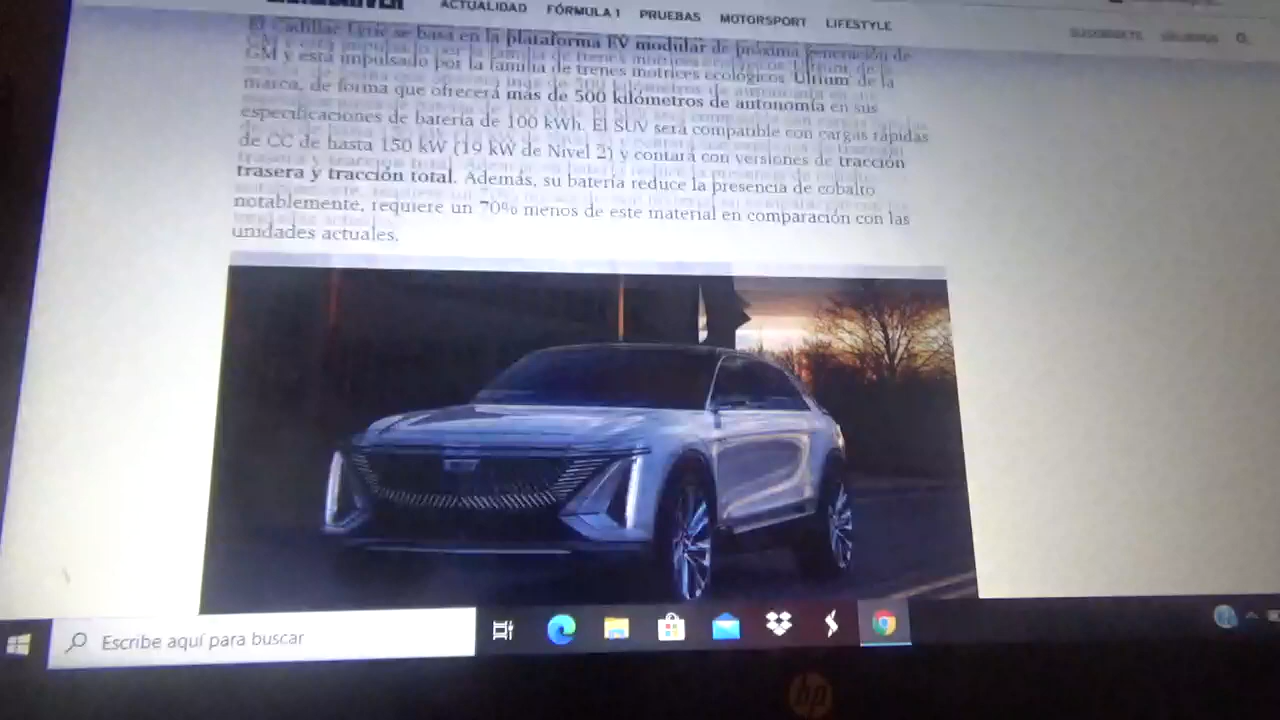 ACTUALIDAD FÓRMULA 1 PRUEBAS MOTORSPORT LIFESTYLE
El Cadillac Lyriq se basa en la plataforma EV modular de próxima generación de
GM y está impulsado por la familia de trenes motrices ecológicos Ultium de la
marca, de forma que ofrecerá más de 500 kilómetros de autonomía en sus
especificaciones de batería de 100 kWh. El SUV será compatible con cargas rápidas
de CC de hasta 150 kW (19 kW de Nivel 2) y contará con versiones de tracción
trasera y tracción total. Además, su batería reduce la presencia de cobalto
notablemente, requiere un 70% menos de este material en comparación con las
unidades actuales.
Escribe aquí para buscar
hp